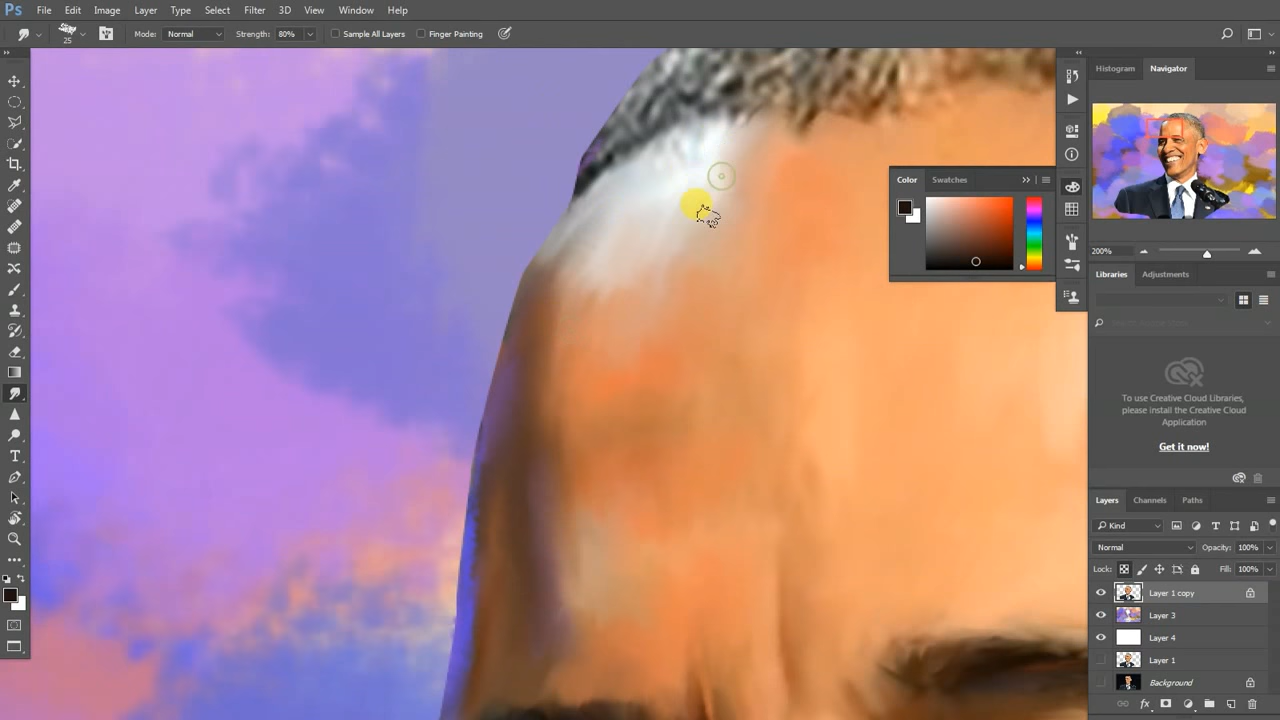 Ps File Edit Image Layer Type Select Filter 3D View Window Help
25 Mode: Normal Strength: 80% Sample All Layers Finger Painting
Histogram Navigator
Color Swatches
200%
Libraries Adjustments
To use Creative Cloud Libraries,
please install the Creative Cloud
Application
Get it now!
Layers Channels Paths
Kind
Normal Opacity: 100%
Lock: Fill: 100%
Layer 1 copy
Layer 3
Layer 4
Layer 1
Background